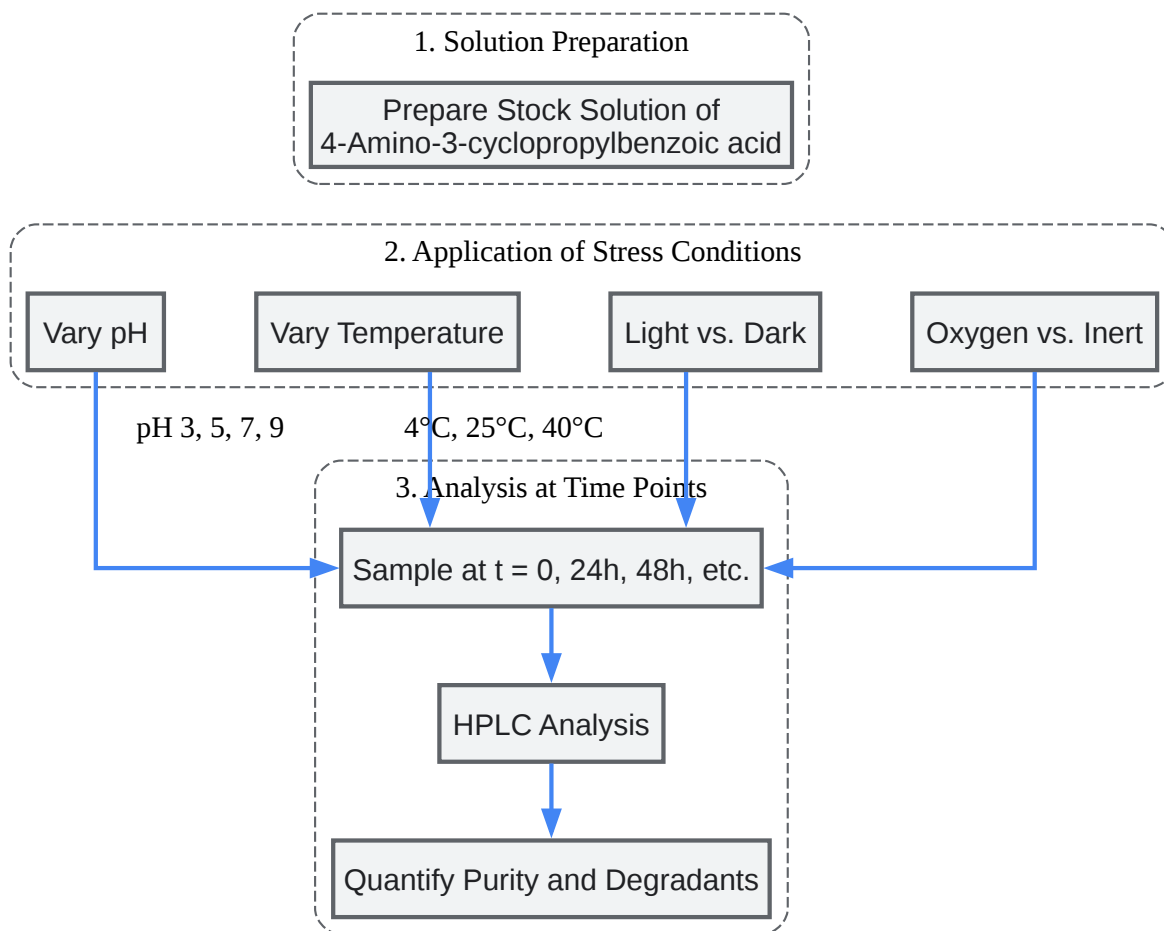 1. Solution Preparation
Prepare Stock Solution of
4-Amino-3-cyclopropylbenzoic acid
2. Application of Stress Conditions
Vary pH
Vary Temperature
Light vs. Dark
Oxygen vs. Inert
pH 3, 5, 7, 9
4°C, 25°C, 40°C
3. Analysis at Time Points
Sample at t = 0, 24h, 48h, etc.
HPLC Analysis
Quantify Purity and Degradants